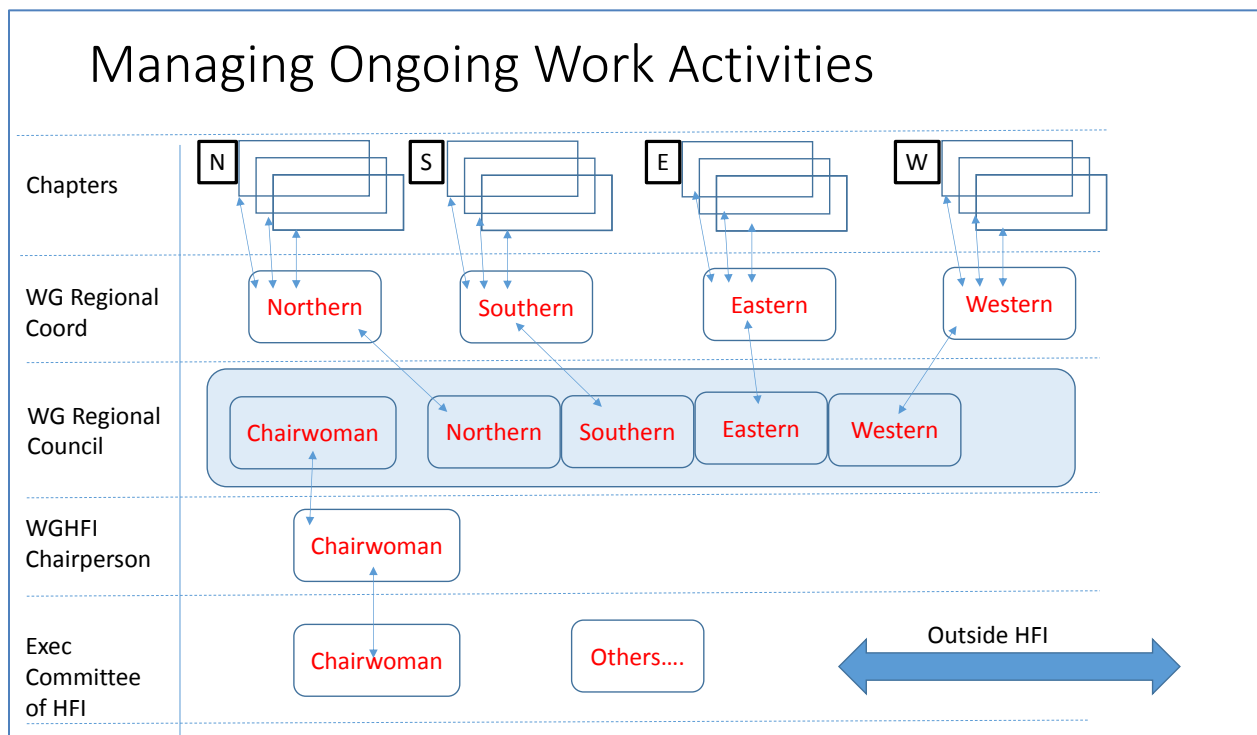 Managing Ongoing Work Activities
Chapters
N
S
E
W
WG Regional
Coord
Northern
Southern
Eastern
Western
WG Regional
Council
Chairwoman
Northern
Southern
Eastern
Western
WGHFI
Chairperson
Chairwoman
Exec
Committee
of HFI
Chairwoman
Others....
Outside HFI